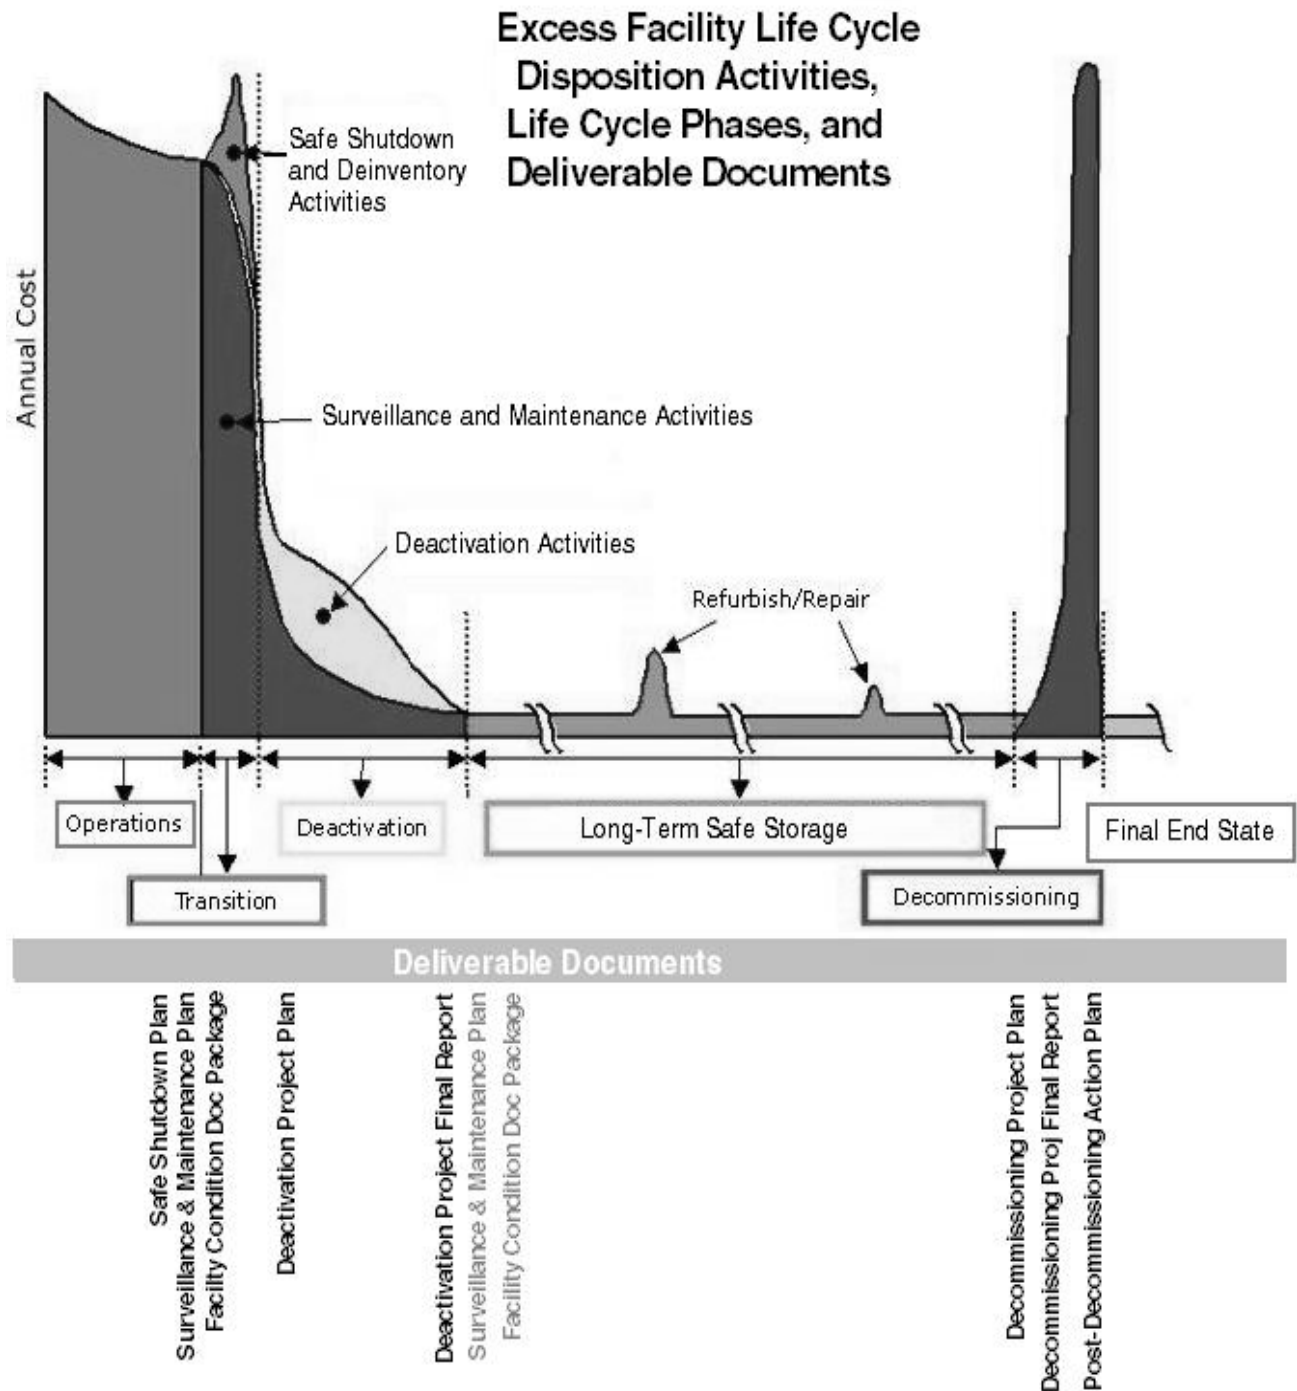 Excess Facility Life Cycle
Disposition Activities,
Life Cycle Phases, and
Deliverable Documents
Annual Cost
Safe Shutdown
and Deinventory
Activities
Surveillance and Maintenance Activities
Deactivation Activities
Refurbish/Repair
Operations
Deactivation
Long-Term Safe Storage
Final End State
Transition
Decommissioning
Deliverable Documents
Safe Shutdown Plan
Surveillance & Maintenance Plan
Facility Condition Doc Package
Deactivation Project Plan
Deactivation Project Final Report
Surveillance & Maintenance Plan
Facility Condition Doc Package
Decommissioning Project Plan
Decommissioning Proj Final Report
Post-Decommissioning Action Plan